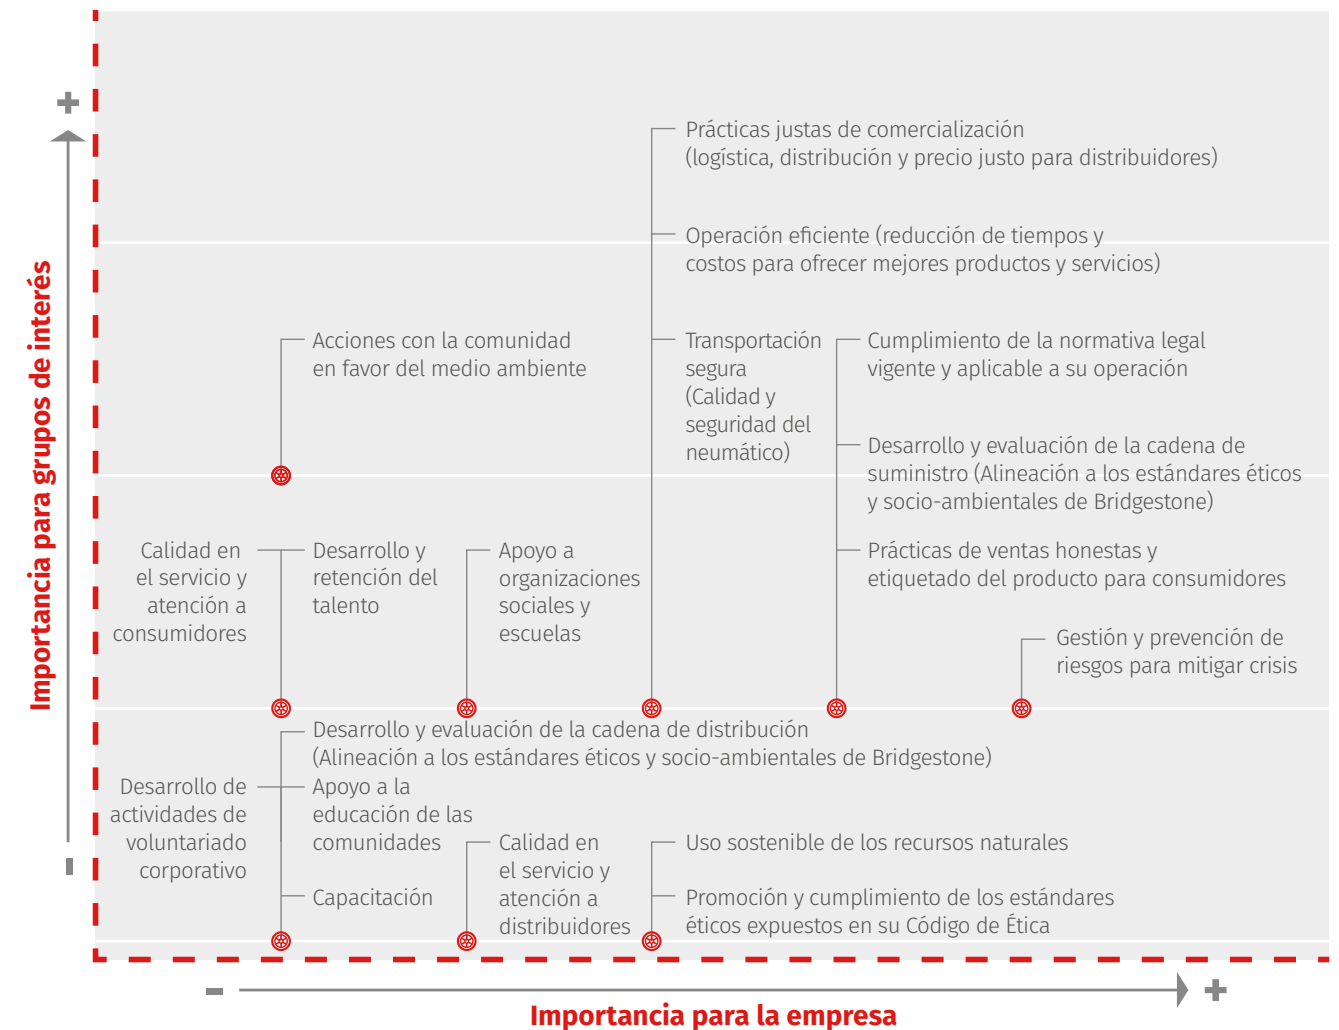 +
Importancia para grupos de interés
-
Prácticas justas de comercialización
(logística, distribución y precio justo para distribuidores)
Operación eficiente (reducción de tiempos y
costos para ofrecer mejores productos y servicios)
Acciones con la comunidad
en favor del medio ambiente
Transportación
segura
(Calidad y
seguridad del
neumático)
Cumplimiento de la normativa legal
vigente y aplicable a su operación
Desarrollo y evaluación de la cadena de
suministro (Alineación a los estándares éticos
y socio-ambientales de Bridgestone)
Calidad en
el servicio y
atención a
consumidores
Desarrollo y
retención del
talento
Apoyo a
organizaciones
sociales y
escuelas
Prácticas de ventas honestas y
etiquetado del producto para consumidores
Gestión y prevención de
riesgos para mitigar crisis
Desarrollo y evaluación de la cadena de distribución
(Alineación a los estándares éticos y socio-ambientales de Bridgestone)
Desarrollo de
actividades de
voluntariado
corporativo
Apoyo a la
educación de las
comunidades
Capacitación
Calidad en
el servicio y
atención a
distribuidores
Uso sostenible de los recursos naturales
Promoción y cumplimiento de los estándares
éticos expuestos en su Código de Ética
-
+
Importancia para la empresa